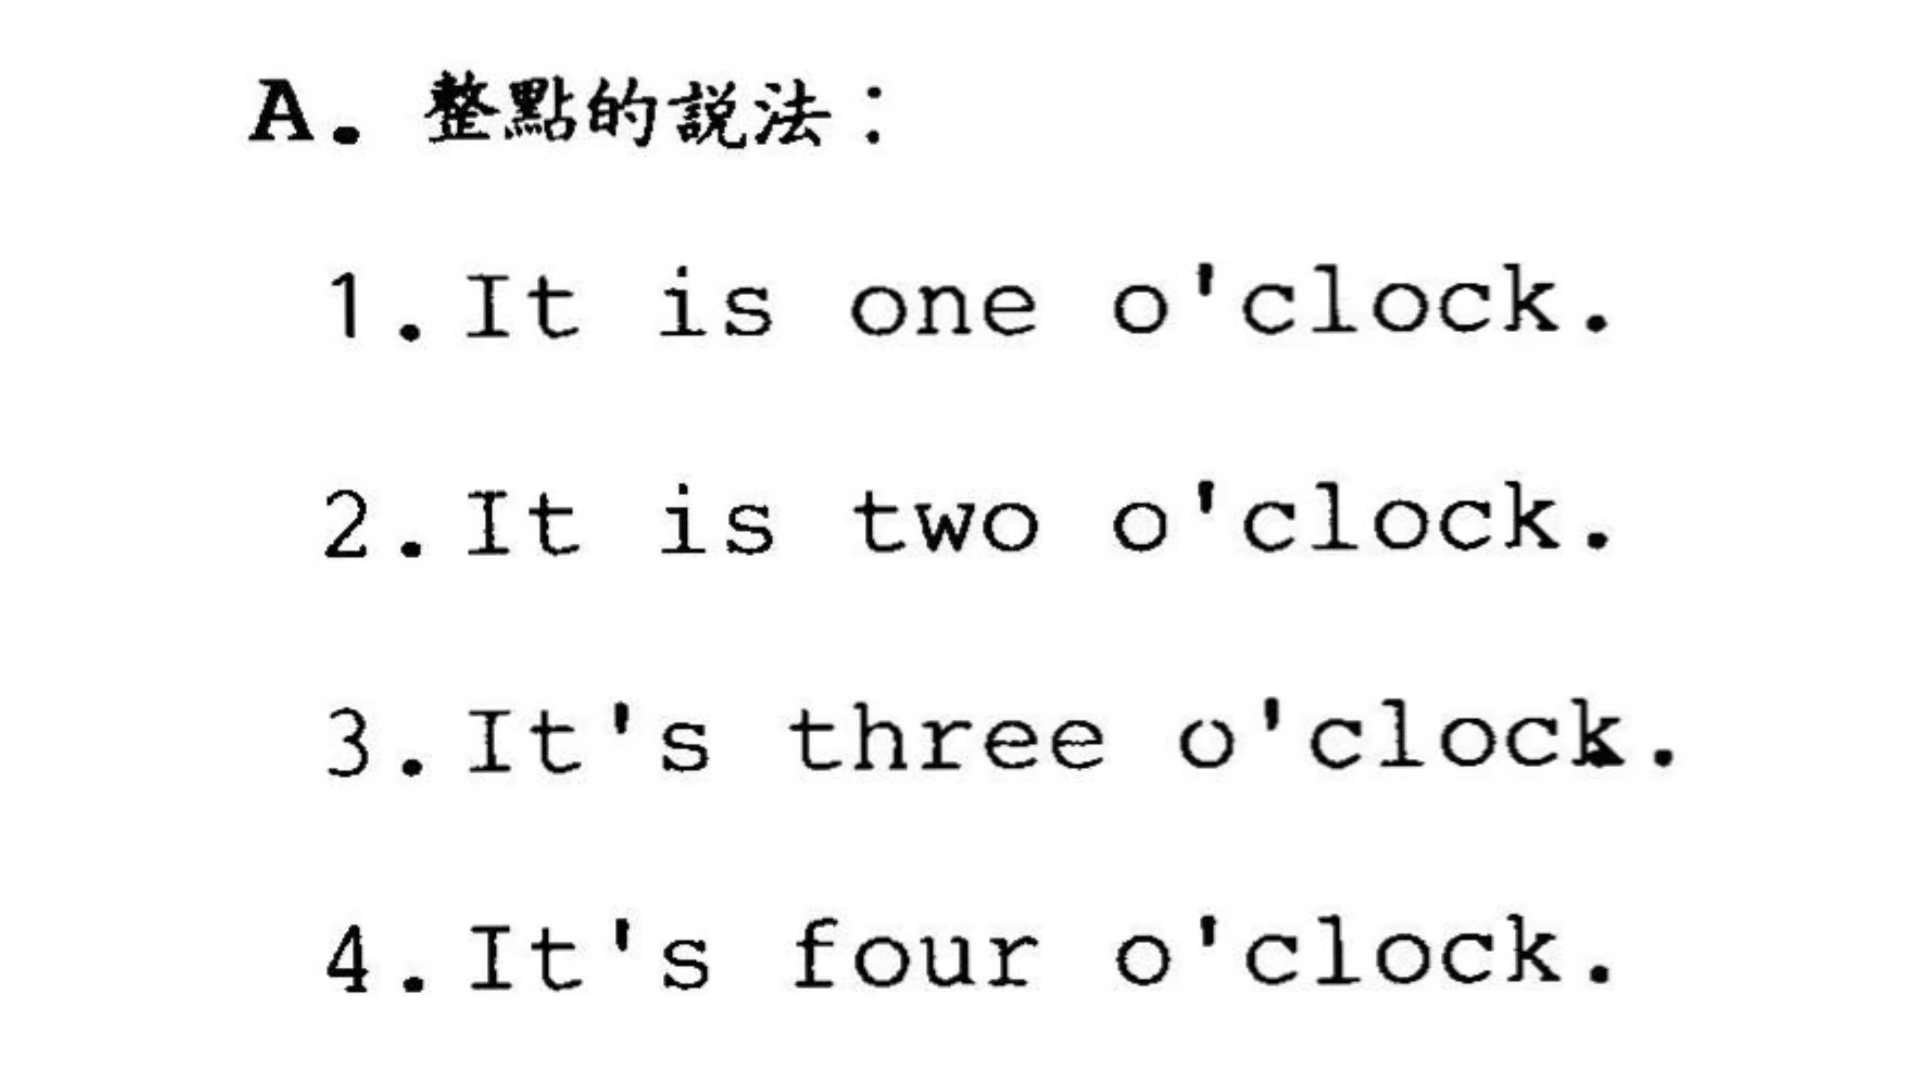 A. 整點的說法：
1. It is one o'clock.
2. It is two o'clock.
3. It's three o'clock.
4. It's four o'clock.